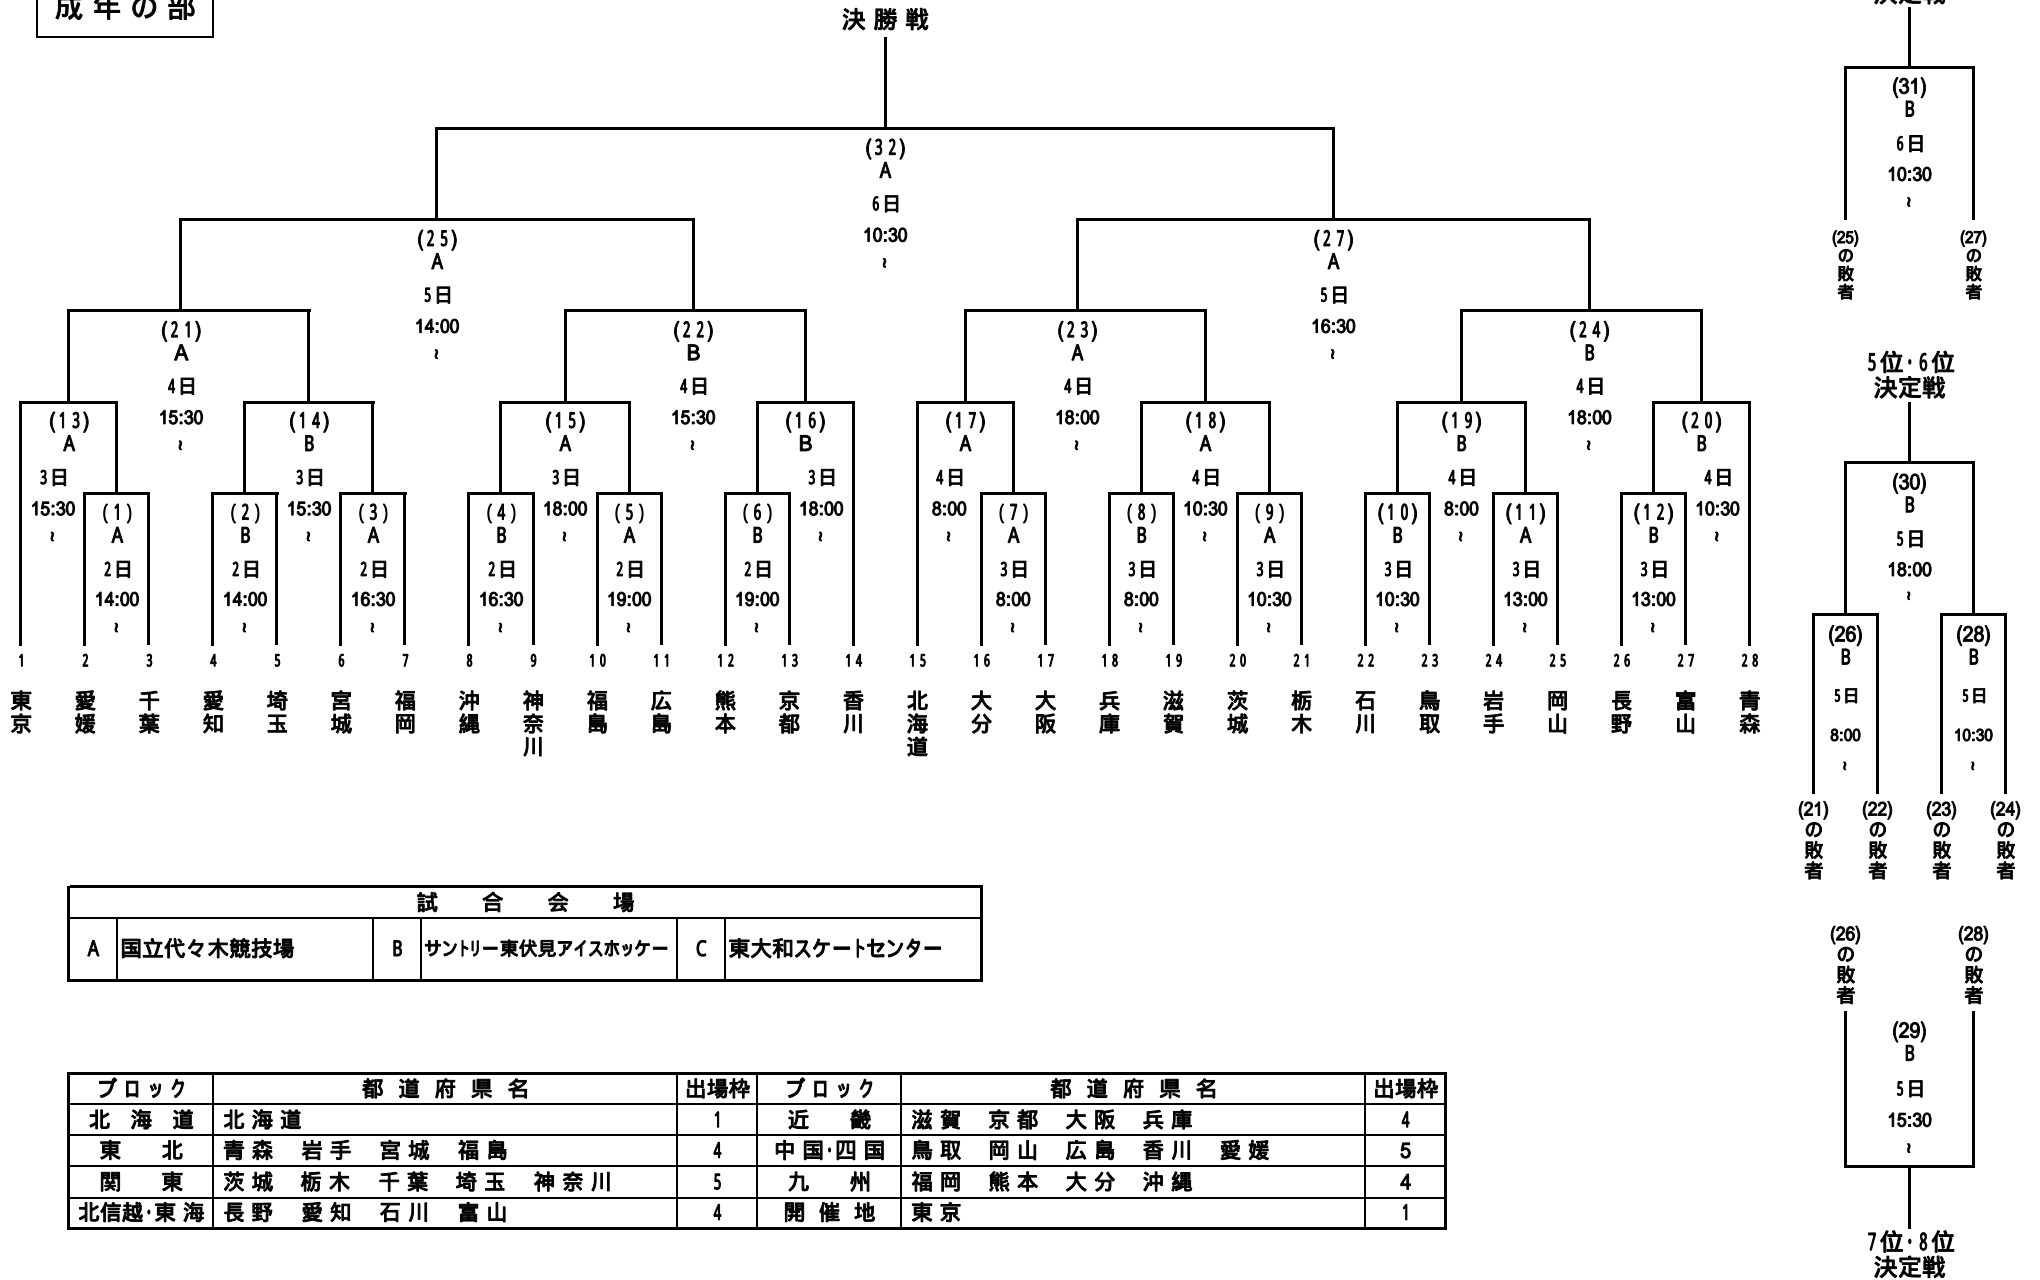 成年の部
決勝戦
決定戦
(31)
B
6日
10:30
~
(25)の敗者 (27)の敗者
(32)
A
6日
10:30
~
(25)
A
5日
14:00
~
(27)
A
5日
16:30
~
(21)
A
4日
15:30
~
(22)
B
4日
15:30
~
(23)
A
4日
18:00
~
(24)
B
4日
18:00
~
(13)
A
3日
15:30
~
(14)
B
3日
15:30
~
(15)
A
3日
18:00
~
(16)
B
3日
18:00
~
(17)
A
4日
8:00
~
(18)
A
4日
10:30
~
(19)
B
4日
8:00
~
(20)
B
4日
10:30
~
(1)
A
2日
14:00
~
(2)
B
2日
14:00
~
(3)
A
2日
16:30
~
(4)
B
2日
16:30
~
(5)
A
2日
19:00
~
(6)
B
2日
19:00
~
(7)
A
3日
8:00
~
(8)
B
3日
8:00
~
(9)
A
3日
10:30
~
(10)
B
3日
10:30
~
(11)
A
3日
13:00
~
(12)
B
3日
13:00
~
1 2 3 4 5 6 7 8 9 10 11 12 13 14 15 16 17 18 19 20 21 22 23 24 25 26 27 28
東京 愛媛 千葉 愛知 埼玉 宮城 福岡 沖縄 神奈川 福島 広島 熊本 京都 香川 北海道 大分 大阪 兵庫 滋賀 茨城 栃木 石川 鳥取 岩手 岡山 長野 富山 青森
5位・6位
決定戦
(30)
B
5日
18:00
~
(26)
B
5日
8:00
~
(28)
B
5日
10:30
~
(21)の敗者 (22)の敗者 (23)の敗者 (24)の敗者
(26)の敗者 (28)の敗者
(29)
B
5日
15:30
~
7位・8位
決定戦
試合会場
A 国立代々木競技場 B サントリー東伏見アイスホッケー C 東大和スケートセンター
ブロック 都道府県名 出場枠 ブロック 都道府県名 出場枠
北海道 北海道 1 近畿 滋賀 京都 大阪 兵庫 4
東北 青森 岩手 宮城 福島 4 中国・四国 鳥取 岡山 広島 香川 愛媛 5
関東 茨城 栃木 千葉 埼玉 神奈川 5 九州 福岡 熊本 大分 沖縄 4
北信越・東海 長野 愛知 石川 富山 4 開催地 東京 1